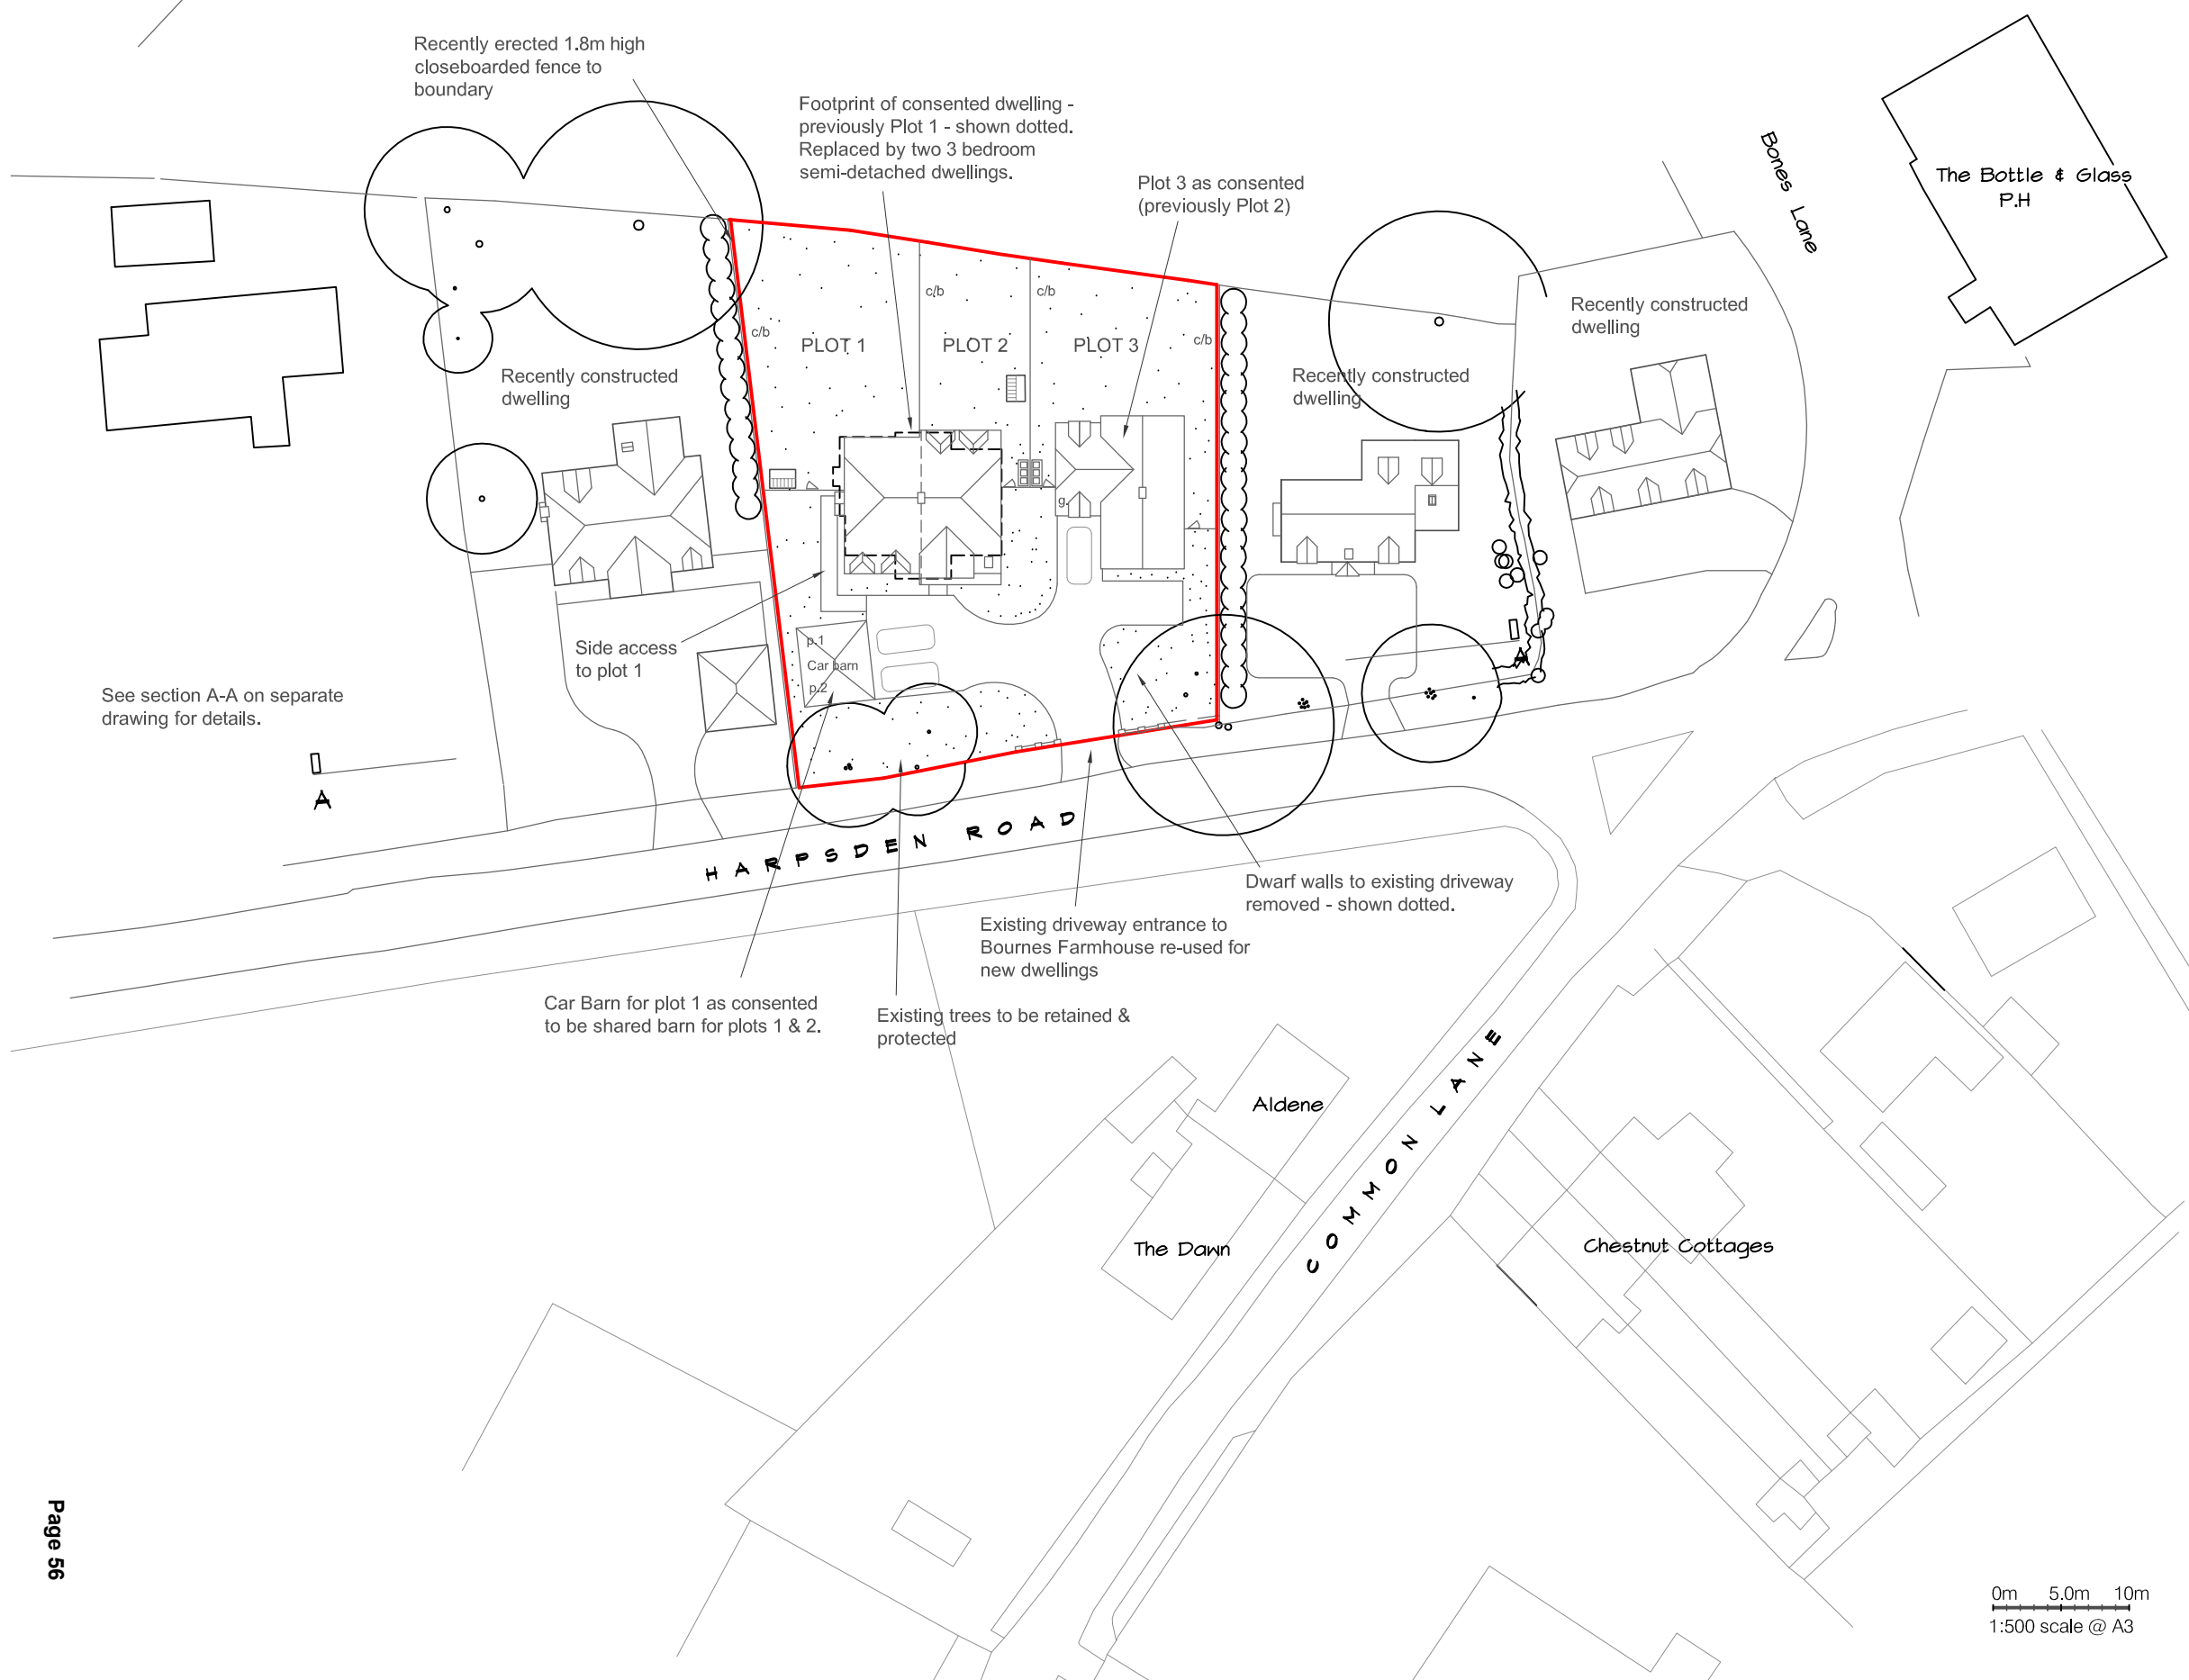 Recently erected 1.8m high
closeboarded fence to
boundary
Footprint of consented dwelling -
previously Plot 1 - shown dotted.
Replaced by two 3 bedroom
semi-detached dwellings.
Plot 3 as consented
(previously Plot 2)
Bones Lane
The Bottle & Glass
P.H
Recently constructed
dwelling
c/b
c/b
c/b
c/b
PLOT 1
PLOT 2
PLOT 3
Recently constructed
dwelling
Recently constructed
dwelling
g.
Side access
to plot 1
p.1
Car barn
p.2
See section A-A on separate
drawing for details.
A
A
HARPSDEN ROAD
Dwarf walls to existing driveway
removed - shown dotted.
Existing driveway entrance to
Bournes Farmhouse re-used for
new dwellings
Car Barn for plot 1 as consented
to be shared barn for plots 1 & 2.
Existing trees to be retained &
protected
Aldene
The Dawn
COMMON LANE
Chestnut Cottages
Page 56
0m 5.0m 10m
1:500 scale @ A3